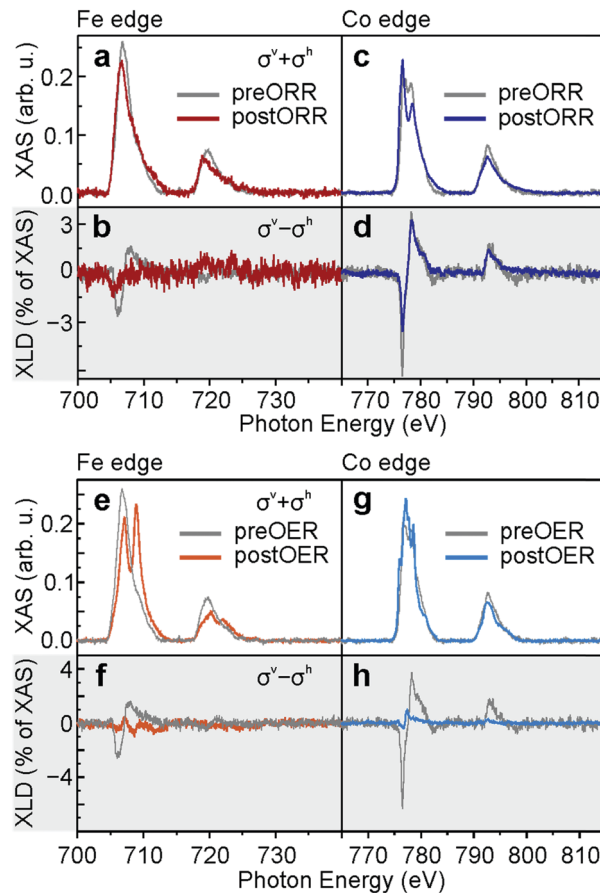 Fe edge Co edge
a σᵛ+σʰ c
preORR preORR
postORR postORR
XAS (arb. u.)
0.2
0.1
0.0
b σᵛ−σʰ d
XLD (% of XAS)
3
0
−3
700 710 720 730 770 780 790 800 810
Photon Energy (eV)
Fe edge Co edge
e σᵛ+σʰ g
preOER preOER
postOER postOER
XAS (arb. u.)
0.2
0.1
0.0
f σᵛ−σʰ h
XLD (% of XAS)
4
0
−4
700 710 720 730 770 780 790 800 810
Photon Energy (eV)